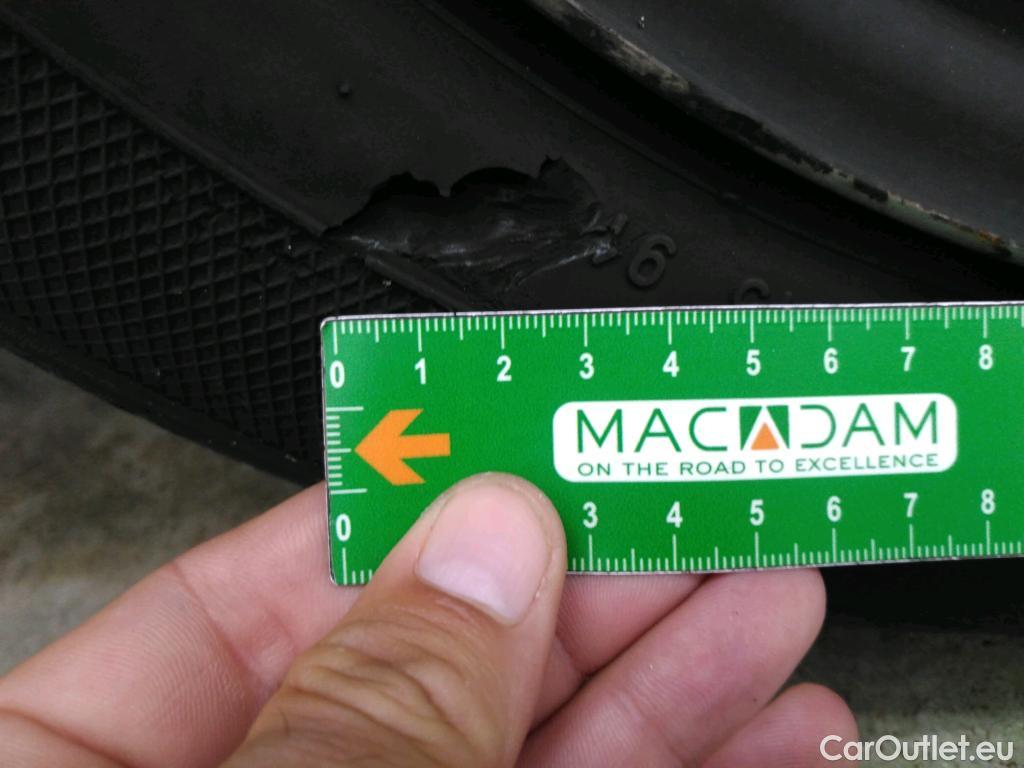 16
0 1 2 3 4 5 6 7 8
MACADAM
ON THE ROAD TO EXCELLENCE
0 3 4 5 6 7 8
CarOutlet.eu